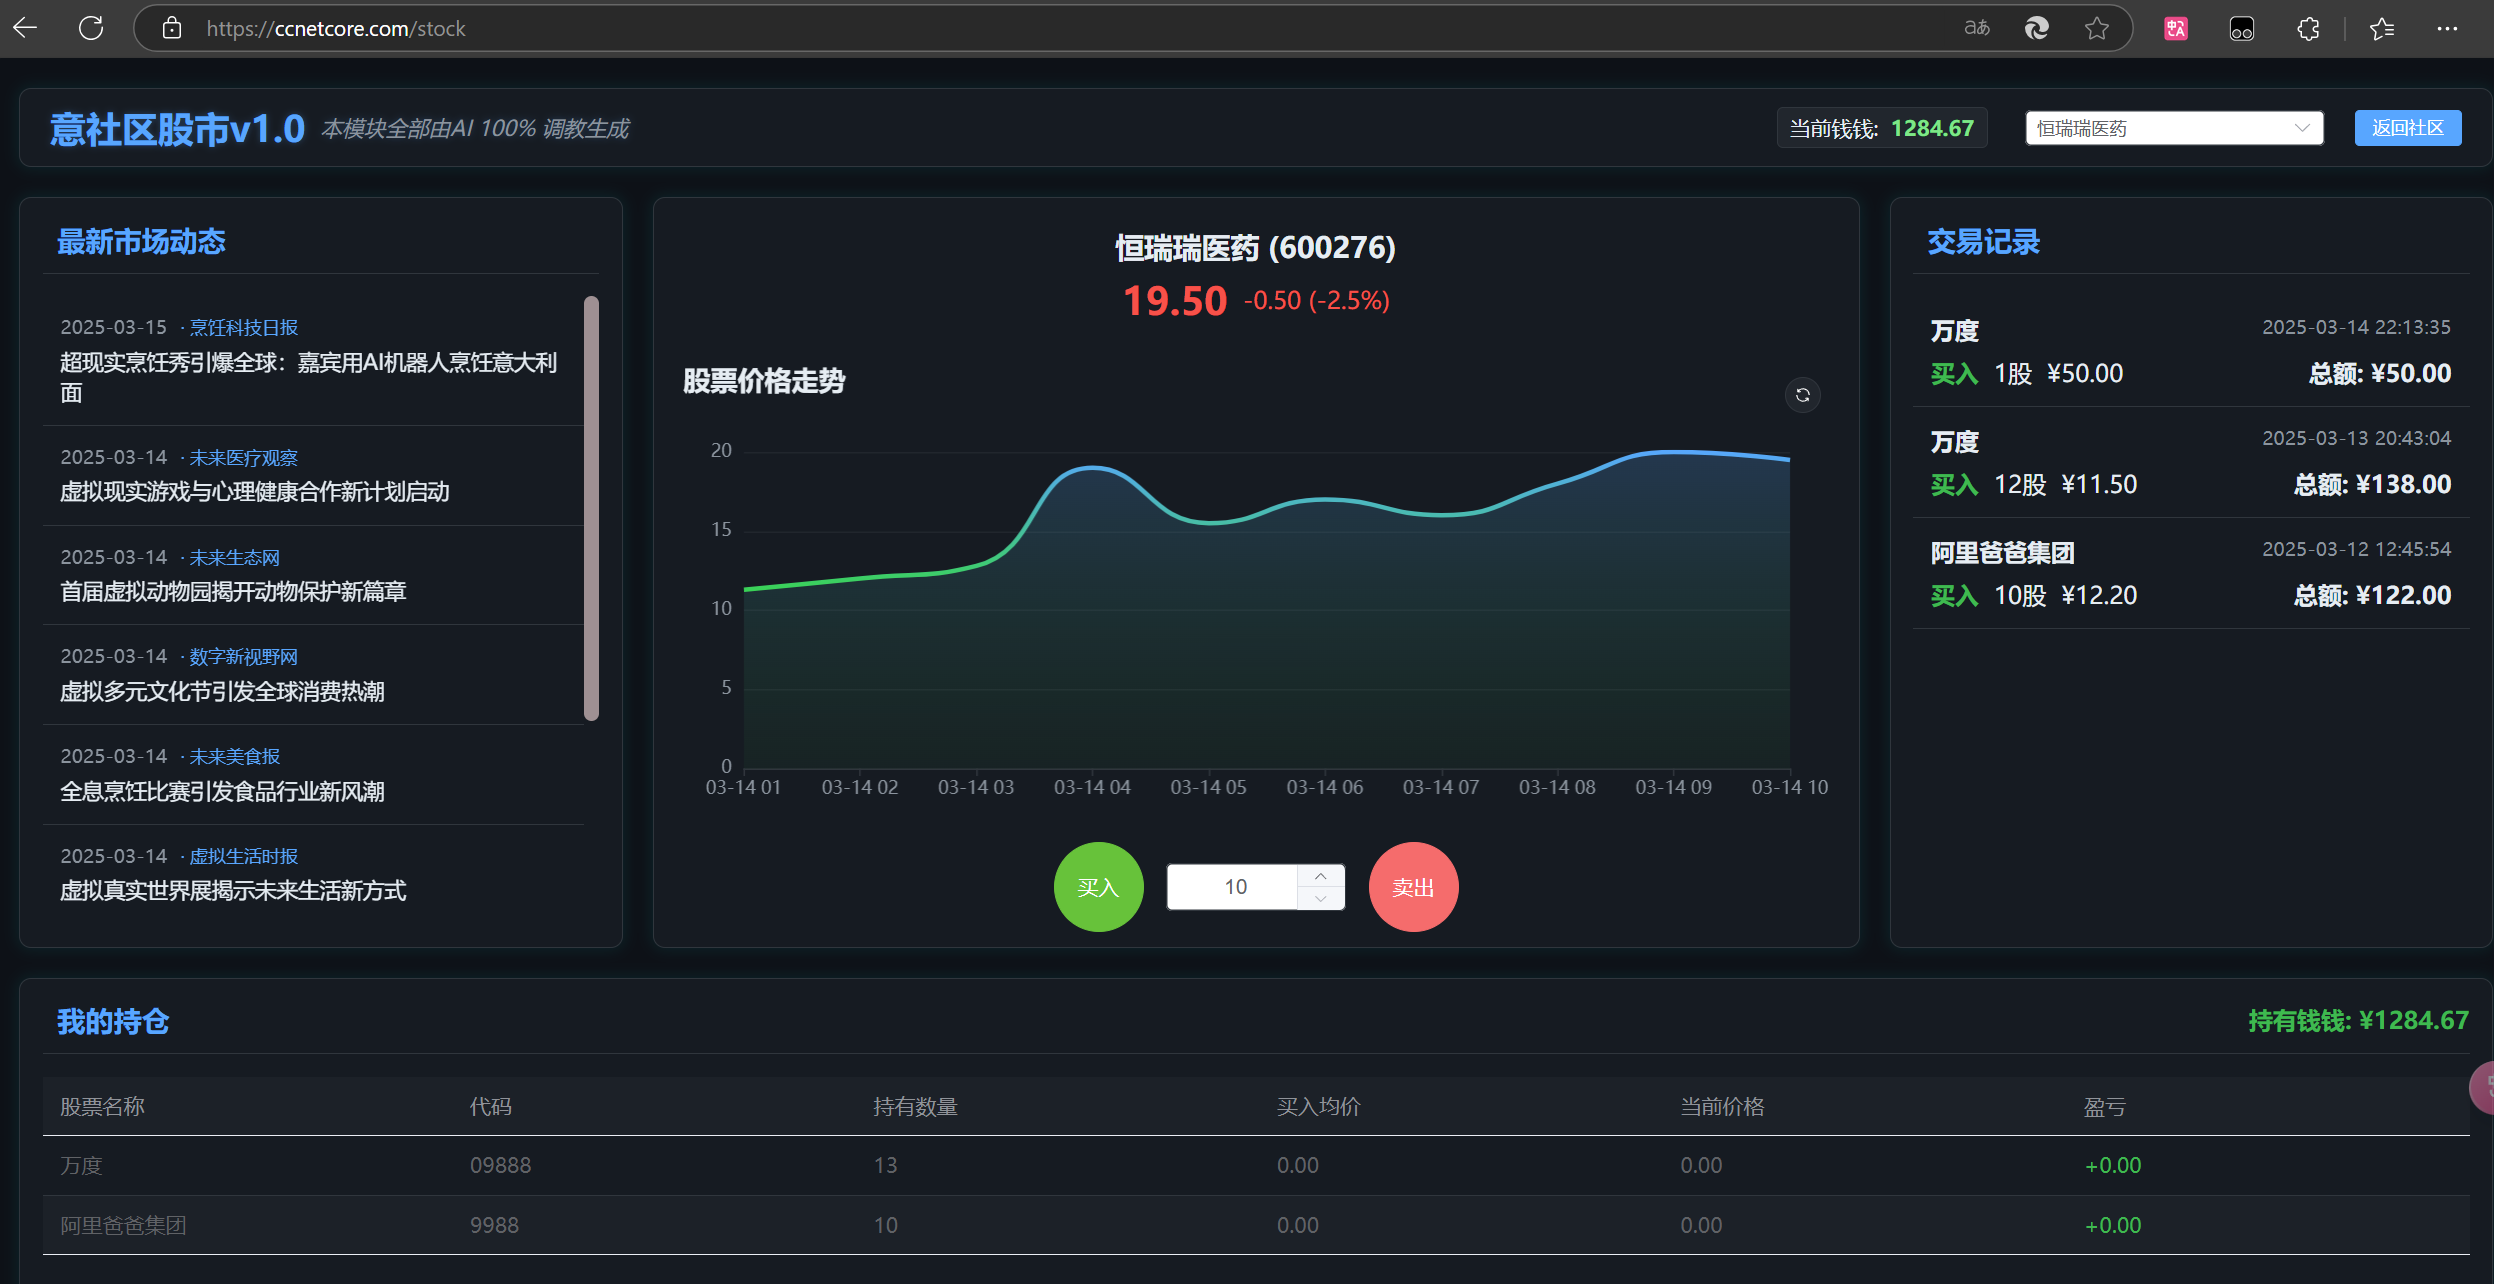 https://ccnetcore.com/stock
意社区股市v1.0 本模块全部由AI 100% 调教生成
当前钱钱: 1284.67
恒瑞瑞医药
返回社区
最新市场动态
2025-03-15 ·烹饪科技日报
超现实烹饪秀引爆全球：嘉宾用AI机器人烹饪意大利
面
2025-03-14 ·未来医疗观察
虚拟现实游戏与心理健康合作新计划启动
2025-03-14 ·未来生态网
首届虚拟动物园揭开动物保护新篇章
2025-03-14 ·数字新视野网
虚拟多元文化节引发全球消费热潮
2025-03-14 ·未来美食报
全息烹饪比赛引发食品行业新风潮
2025-03-14 ·虚拟生活时报
虚拟真实世界展揭示未来生活新方式
恒瑞瑞医药 (600276)
19.50 -0.50 (-2.5%)
股票价格走势
20
15
10
5
0
03-14 01 03-14 02 03-14 03 03-14 04 03-14 05 03-14 06 03-14 07 03-14 08 03-14 09 03-14 10
买入 10 卖出
交易记录
万度 2025-03-14 22:13:35
买入 1股 ¥50.00 总额: ¥50.00
万度 2025-03-13 20:43:04
买入 12股 ¥11.50 总额: ¥138.00
阿里爸爸集团 2025-03-12 12:45:54
买入 10股 ¥12.20 总额: ¥122.00
我的持仓 持有钱钱: ¥1284.67
股票名称 代码 持有数量 买入均价 当前价格 盈亏
万度 09888 13 0.00 0.00 +0.00
阿里爸爸集团 9988 10 0.00 0.00 +0.00